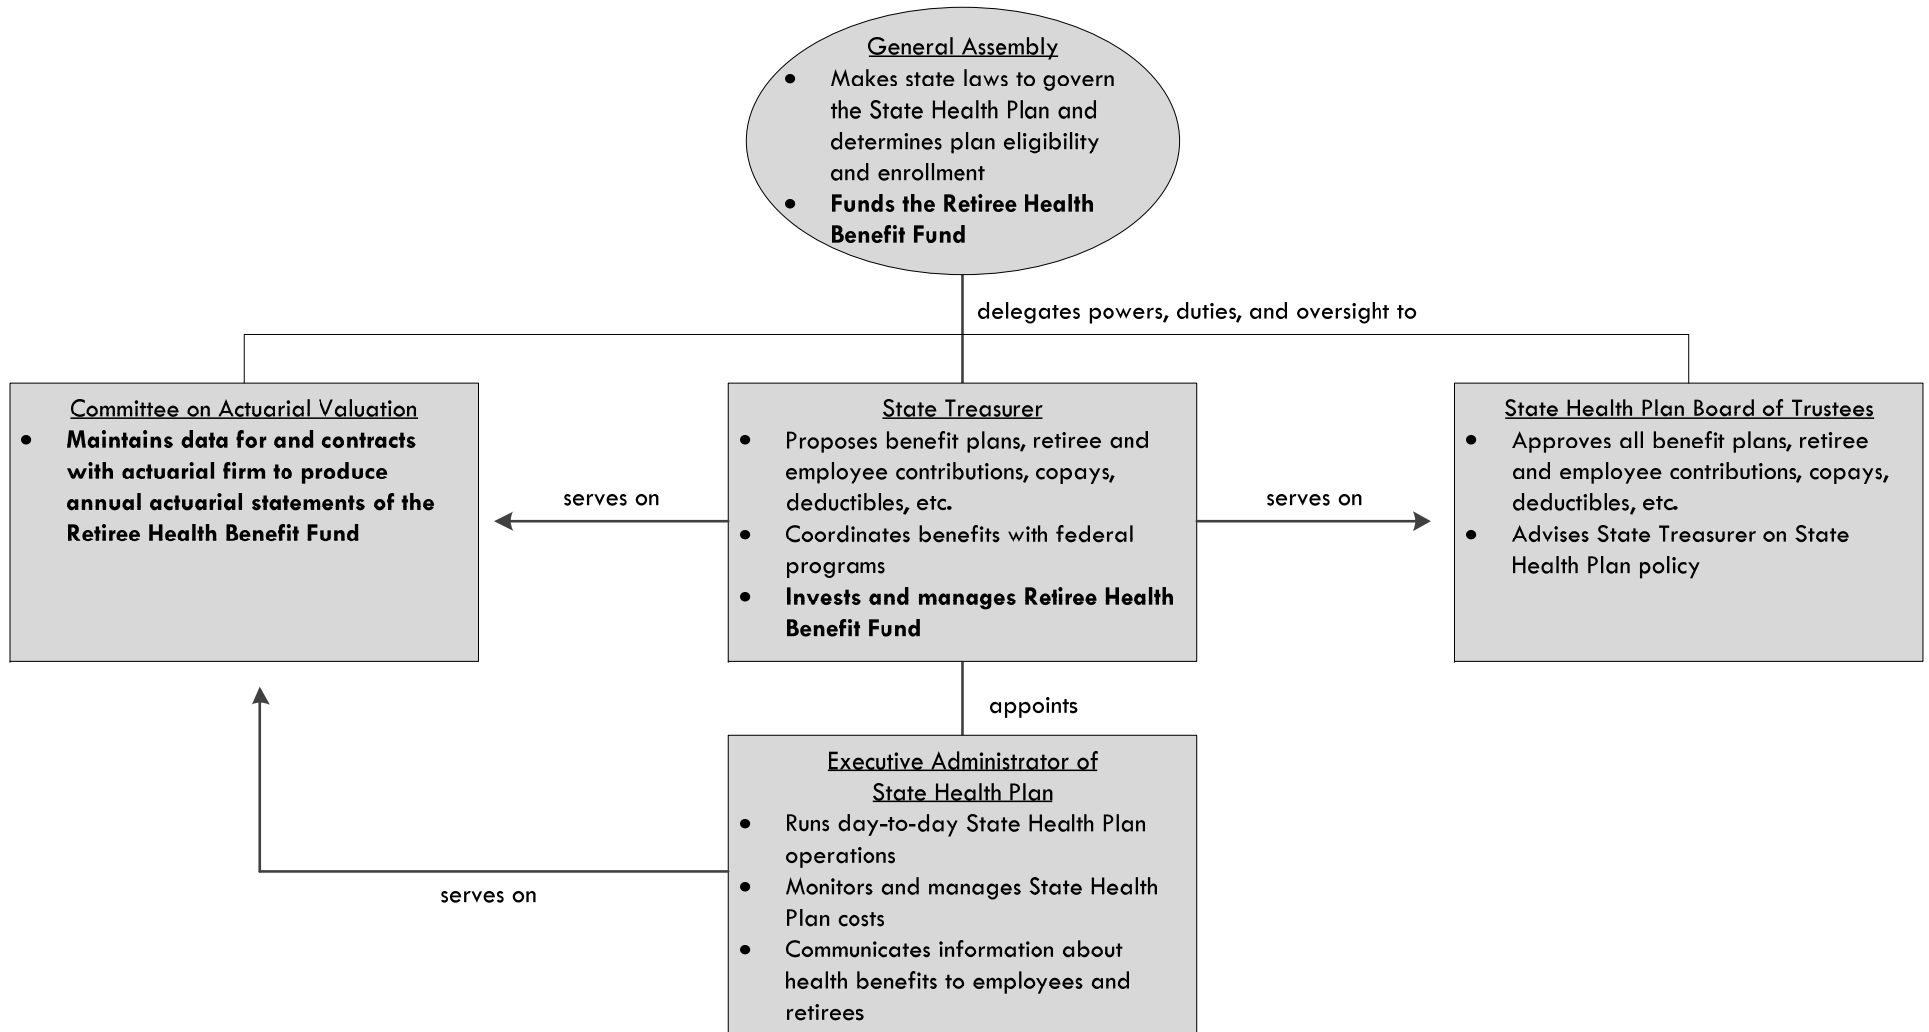 General Assembly
• Makes state laws to govern
the State Health Plan and
determines plan eligibility
and enrollment
• Funds the Retiree Health
Benefit Fund
delegates powers, duties, and oversight to
Committee on Actuarial Valuation
• Maintains data for and contracts
with actuarial firm to produce
annual actuarial statements of the
Retiree Health Benefit Fund
serves on
State Treasurer
• Proposes benefit plans, retiree and
employee contributions, copays,
deductibles, etc.
• Coordinates benefits with federal
programs
• Invests and manages Retiree Health
Benefit Fund
serves on
State Health Plan Board of Trustees
• Approves all benefit plans, retiree
and employee contributions, copays,
deductibles, etc.
• Advises State Treasurer on State
Health Plan policy
appoints
Executive Administrator of
State Health Plan
• Runs day-to-day State Health Plan
operations
• Monitors and manages State Health
Plan costs
• Communicates information about
health benefits to employees and
retirees
serves on